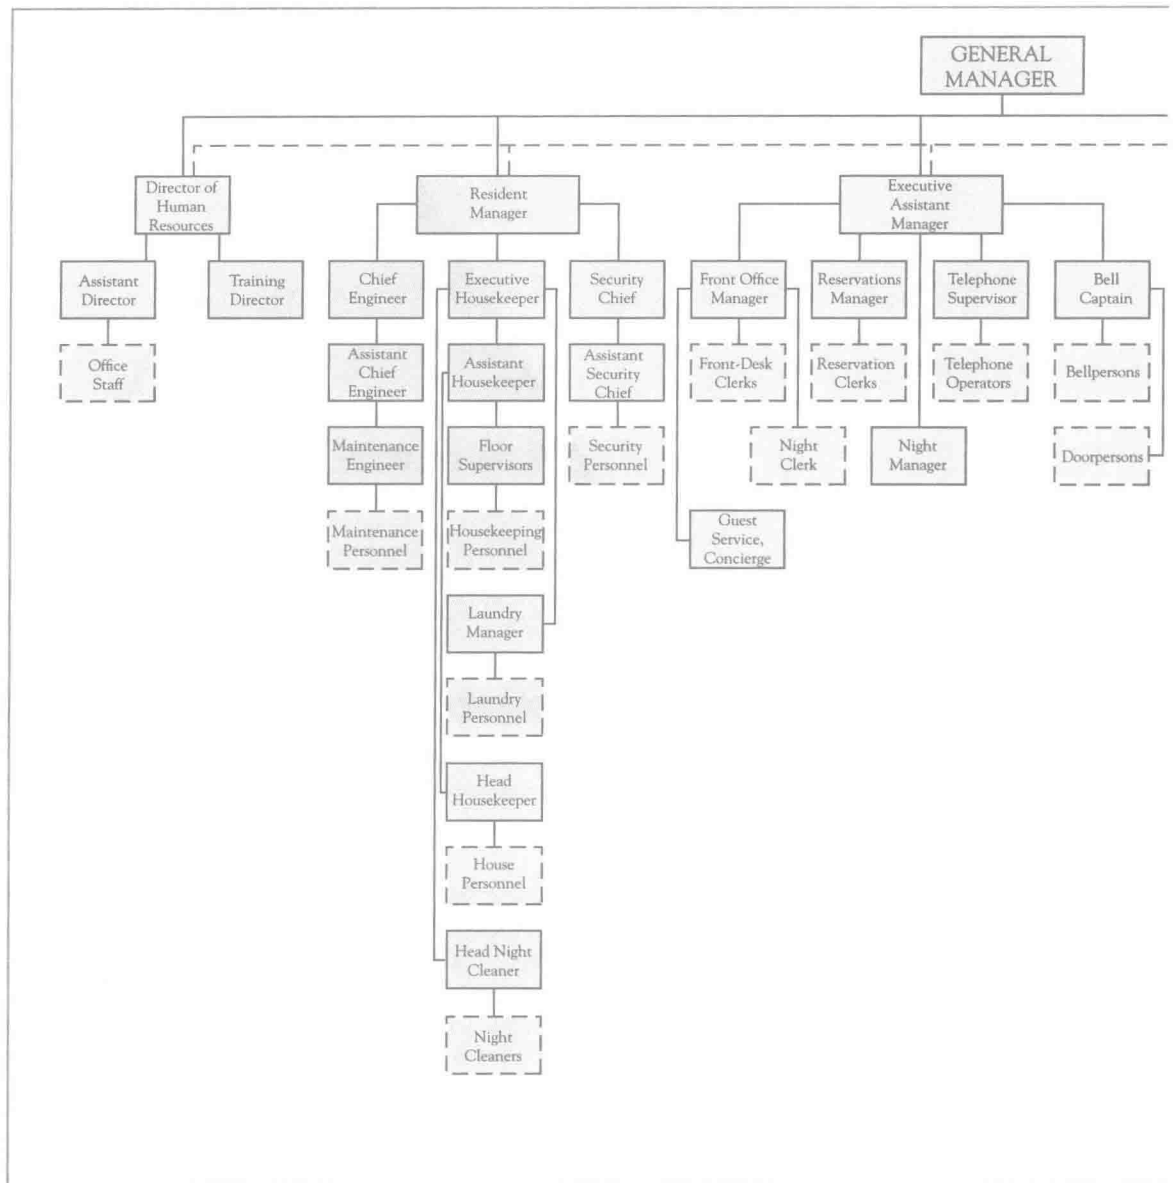 GENERAL
MANAGER
Director of
Human
Resources
Resident
Manager
Executive
Assistant
Manager
Assistant
Director
Training
Director
Chief
Engineer
Executive
Housekeeper
Security
Chief
Front Office
Manager
Reservations
Manager
Telephone
Supervisor
Bell
Captain
Office
Staff
Assistant
Chief
Engineer
Assistant
Housekeeper
Assistant
Security
Chief
Front-Desk
Clerks
Reservation
Clerks
Telephone
Operators
Bellpersons
Maintenance
Engineer
Floor
Supervisors
Security
Personnel
Night
Clerk
Night
Manager
Doorpersons
Maintenance
Personnel
Housekeeping
Personnel
Guest
Service,
Concierge
Laundry
Manager
Laundry
Personnel
Head
Housekeeper
House
Personnel
Head Night
Cleaner
Night
Cleaners